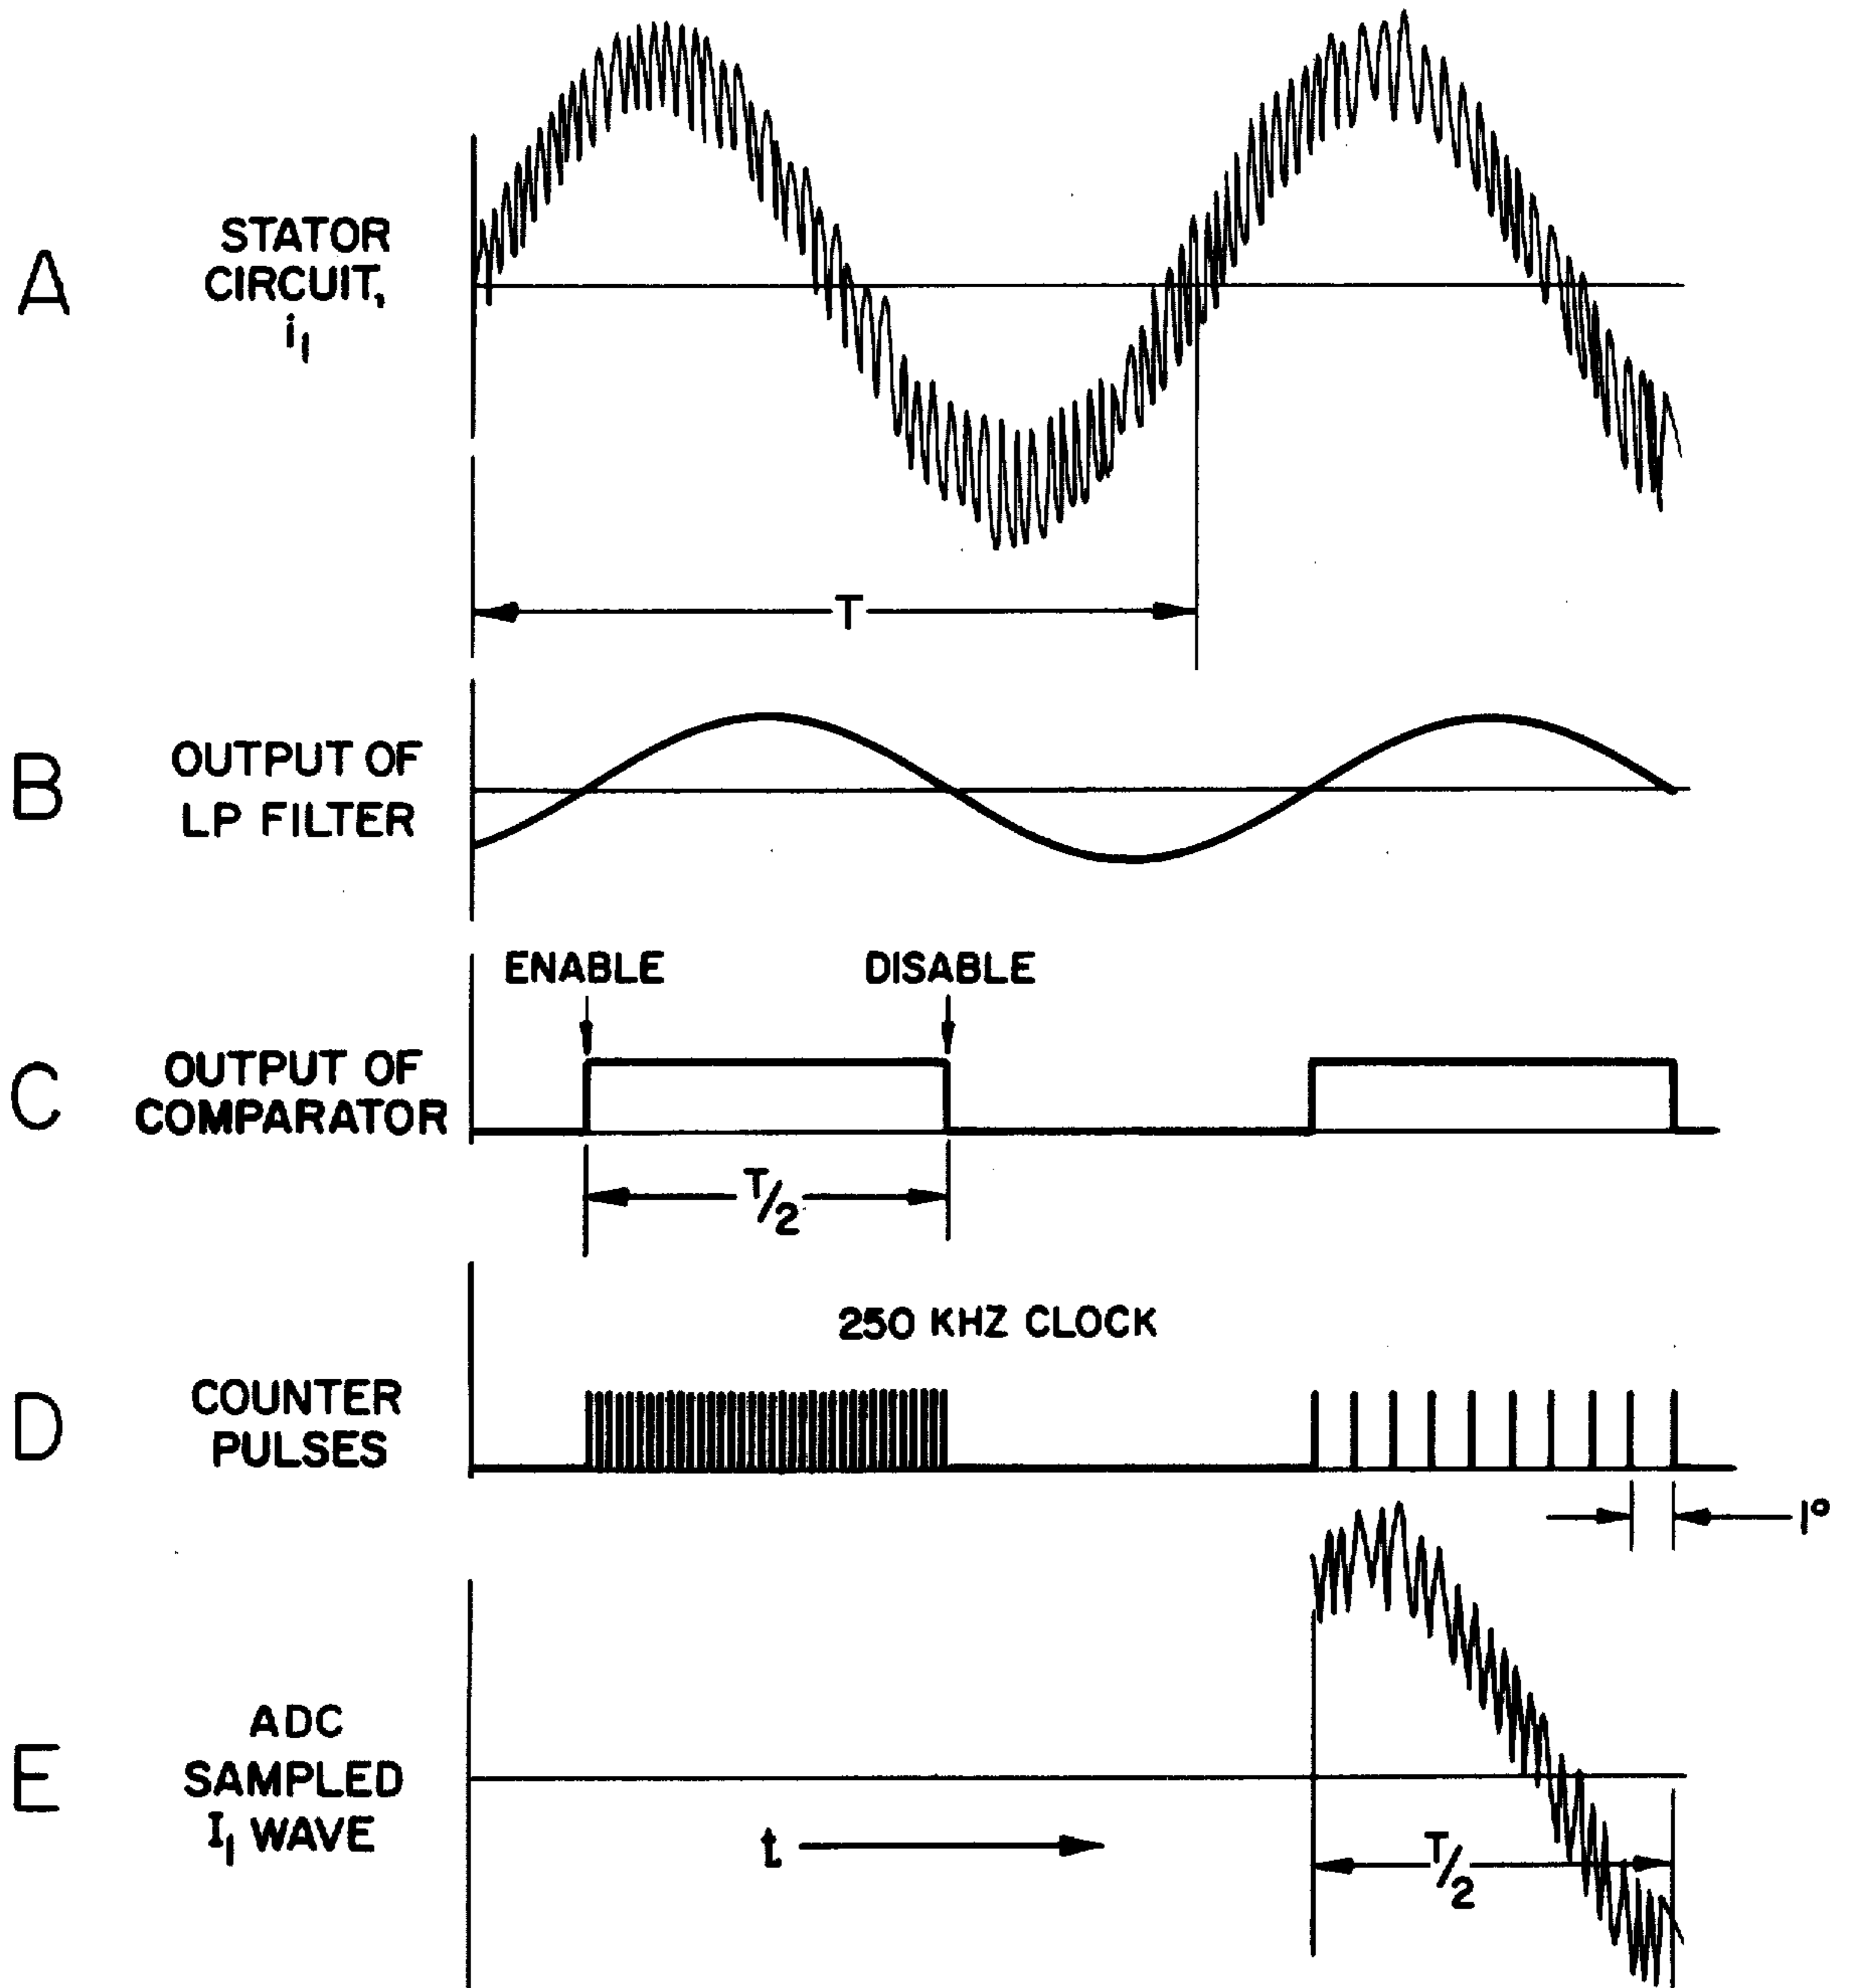 A
STATOR
CIRCUIT,
i₁
T
B
OUTPUT OF
LP FILTER
ENABLE
DISABLE
C
OUTPUT OF
COMPARATOR
T/2
250 KHZ CLOCK
D
COUNTER
PULSES
1°
E
ADC
SAMPLED
I₁ WAVE
t
T/2